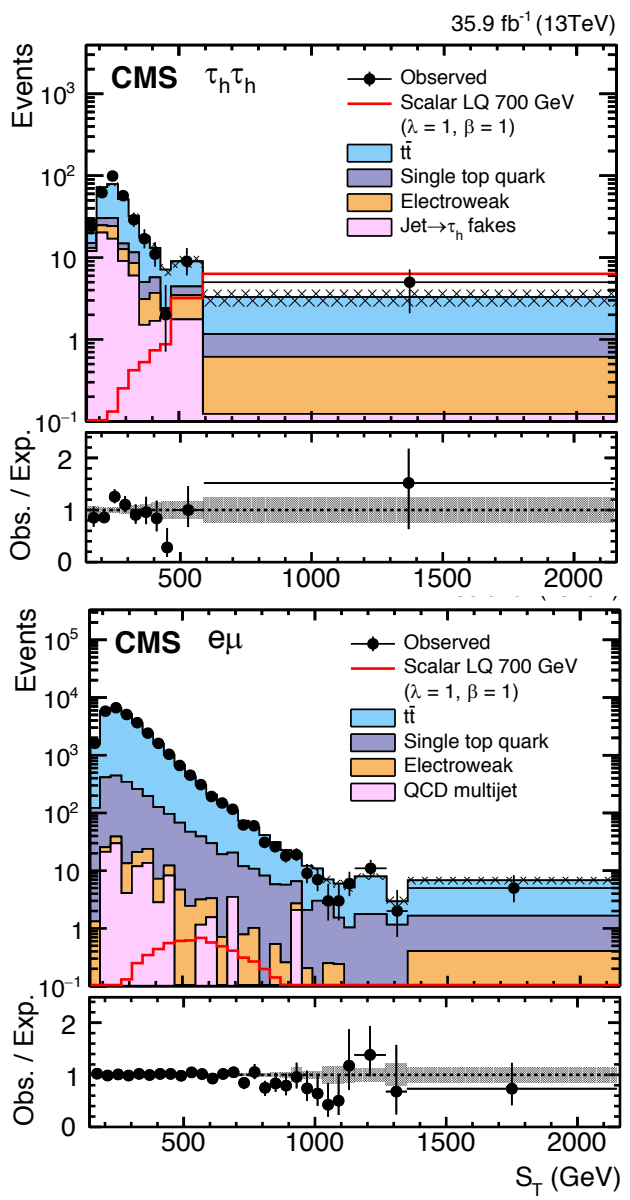 35.9 fb⁻¹ (13TeV)
CMS τhτh
Events
10³
10²
10
1
10⁻¹
Observed
Scalar LQ 700 GeV
(λ = 1, β = 1)
tt̄
Single top quark
Electroweak
Jet→τh fakes
Obs. / Exp.
2
1
0
500 1000 1500 2000
CMS eμ
Events
10⁵
10⁴
10³
10²
10
1
10⁻¹
Observed
Scalar LQ 700 GeV
(λ = 1, β = 1)
tt̄
Single top quark
Electroweak
QCD multijet
Obs. / Exp.
2
1
0
500 1000 1500 2000
S_T (GeV)